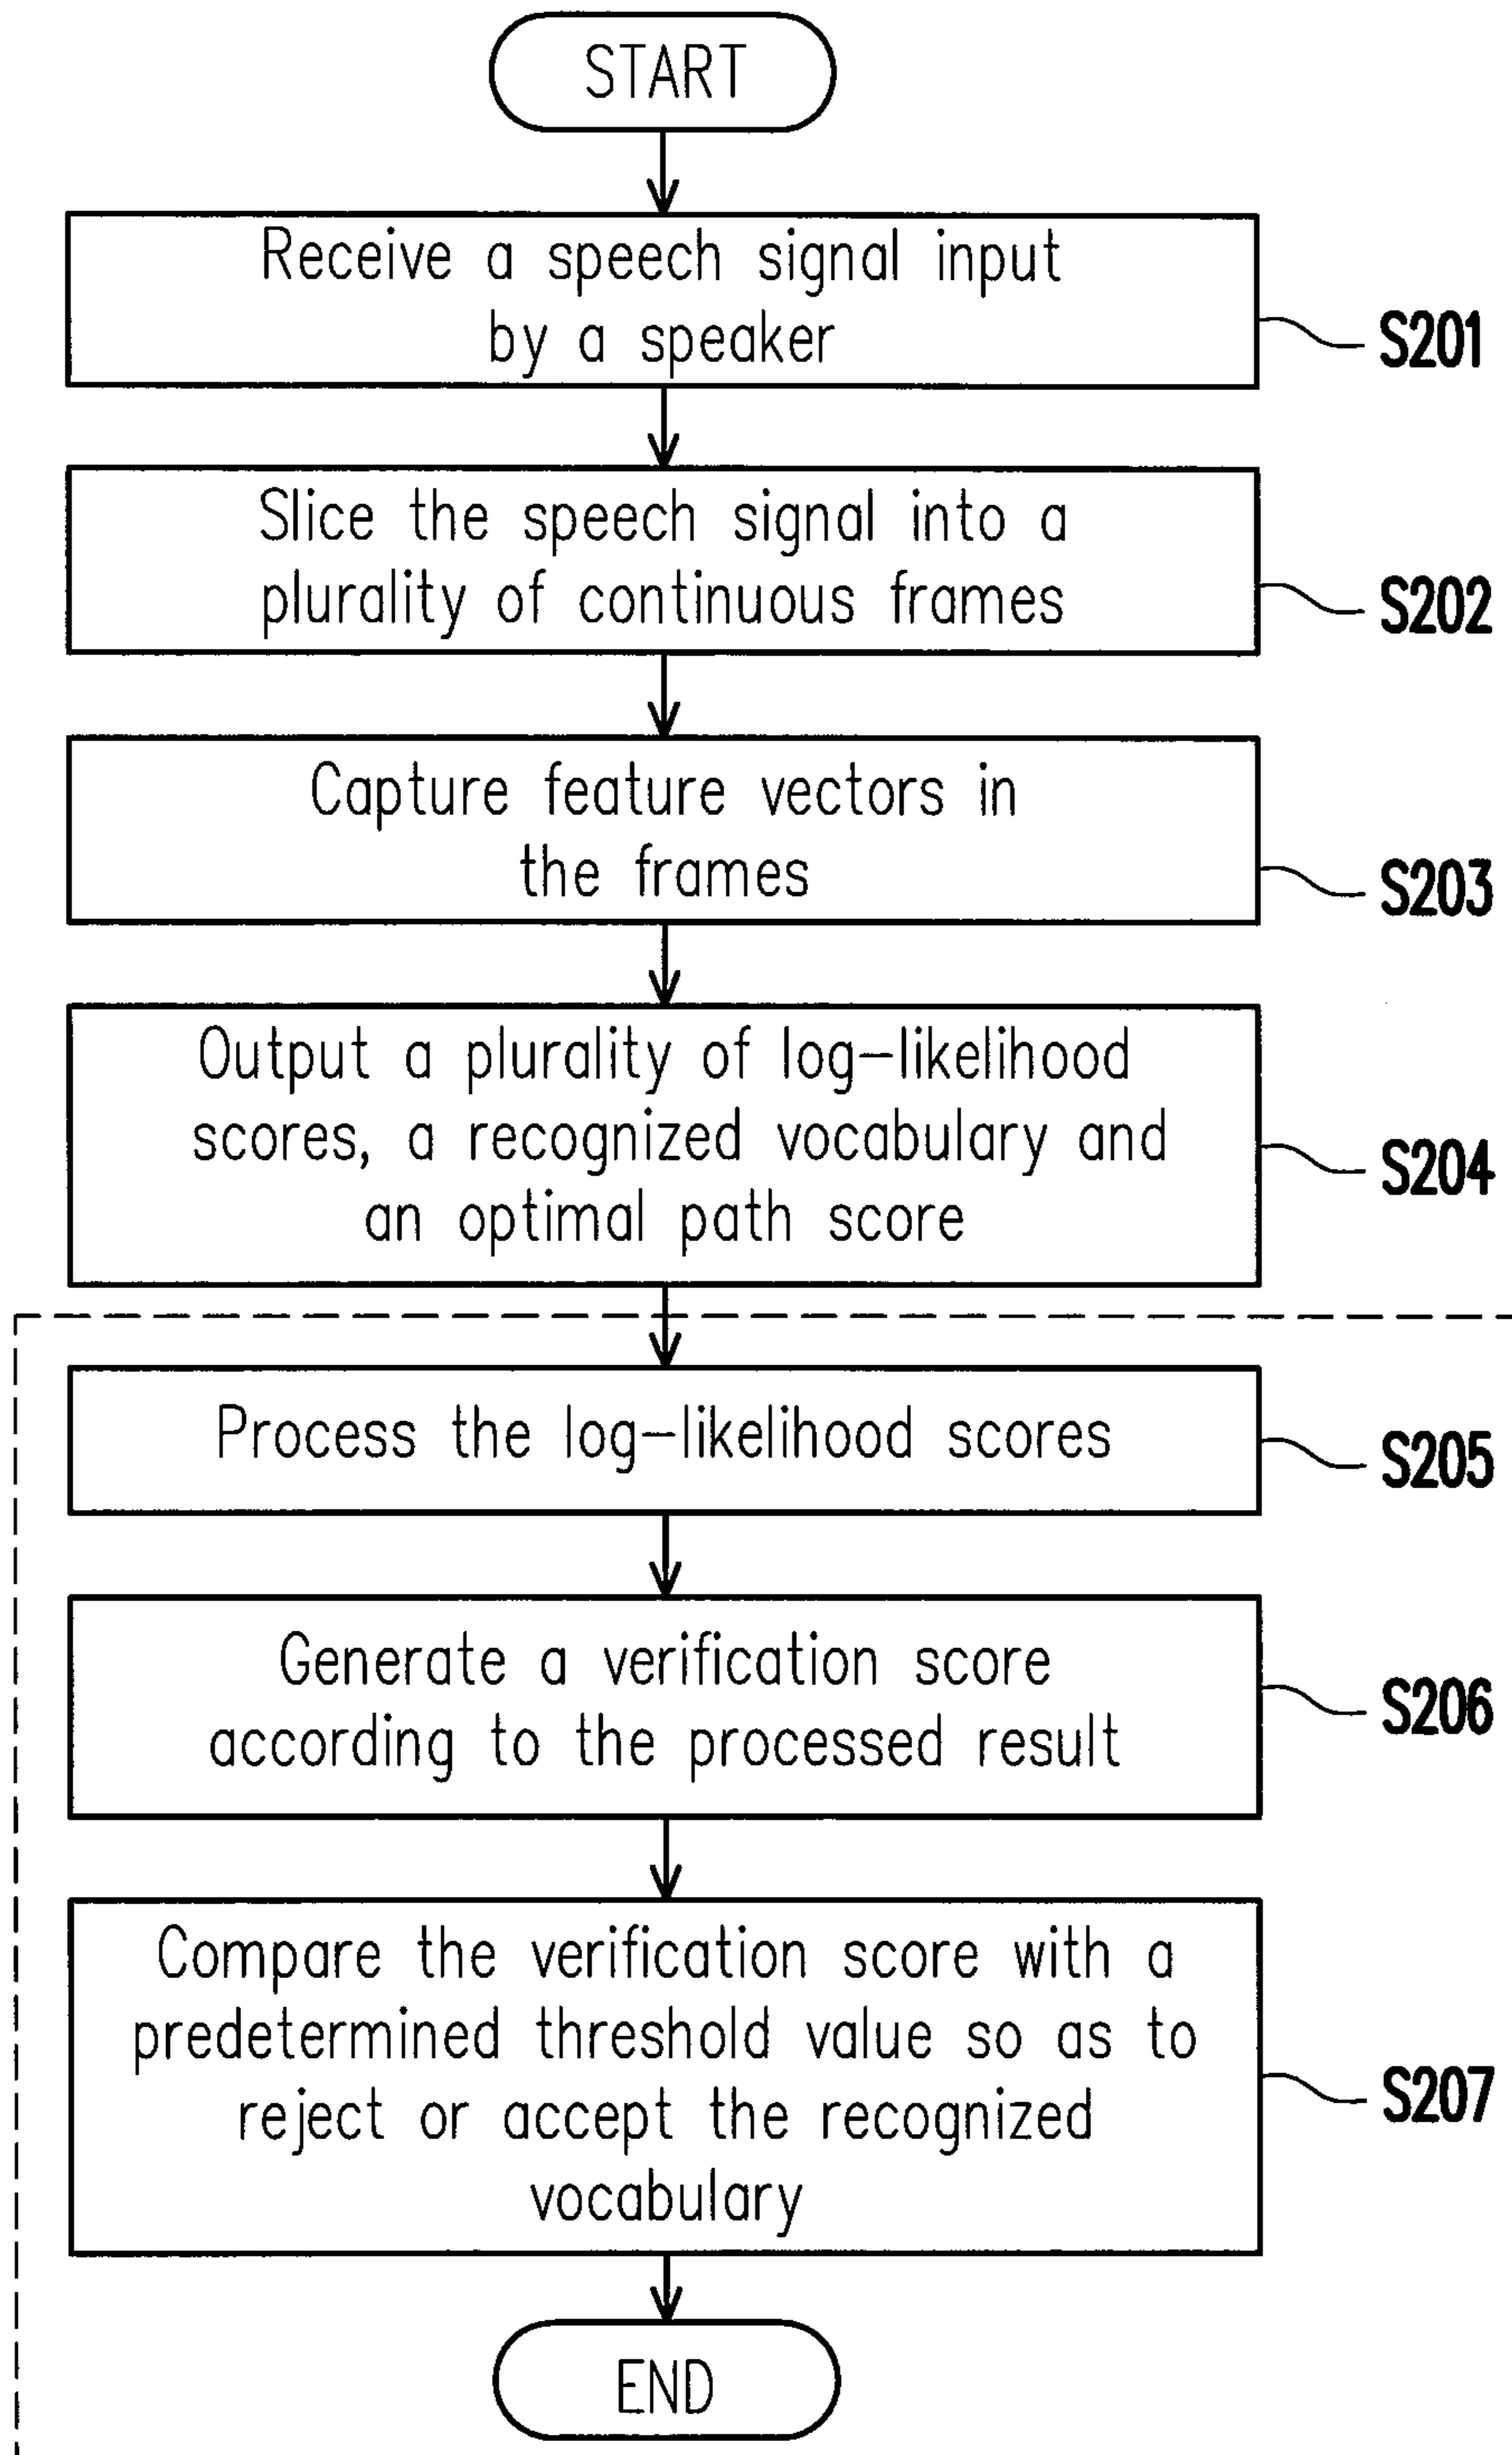 START
Receive a speech signal input
by a speaker
S201
Slice the speech signal into a
plurality of continuous frames
S202
Capture feature vectors in
the frames
S203
Output a plurality of log-likelihood
scores, a recognized vocabulary and
an optimal path score
S204
Process the log-likelihood scores
S205
Generate a verification score
according to the processed result
S206
Compare the verification score with a
predetermined threshold value so as to
reject or accept the recognized
vocabulary
S207
END